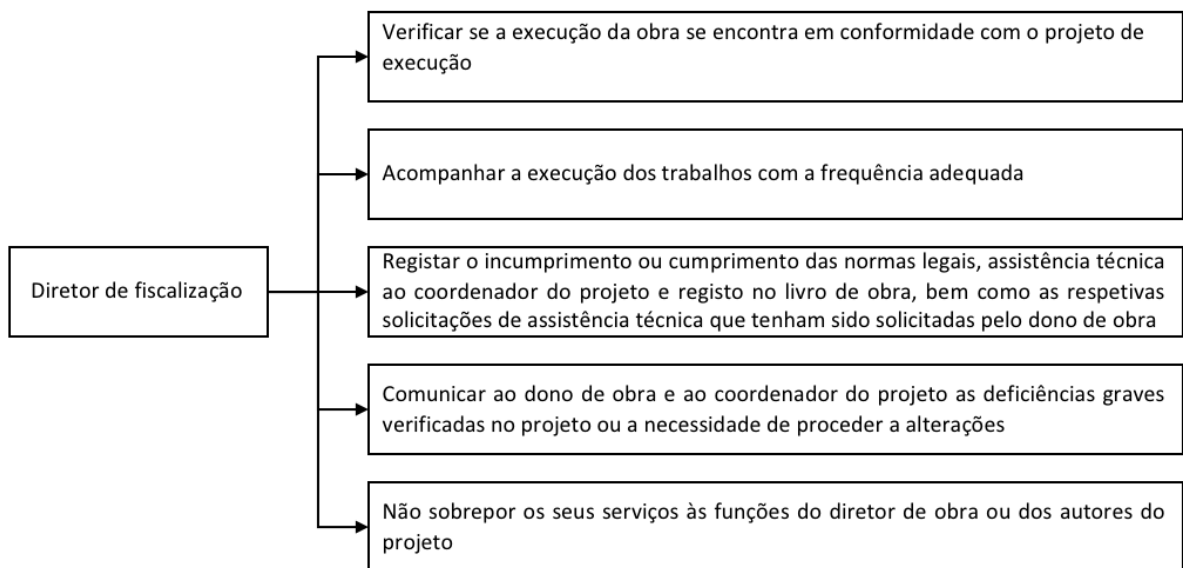 Verificar se a execução da obra se encontra em conformidade com o projeto de
execução
Acompanhar a execução dos trabalhos com a frequência adequada
Diretor de fiscalização
Registar o incumprimento ou cumprimento das normas legais, assistência técnica
ao coordenador do projeto e registo no livro de obra, bem como as respetivas
solicitações de assistência técnica que tenham sido solicitadas pelo dono de obra
Comunicar ao dono de obra e ao coordenador do projeto as deficiências graves
verificadas no projeto ou a necessidade de proceder a alterações
Não sobrepor os seus serviços às funções do diretor de obra ou dos autores do
projeto